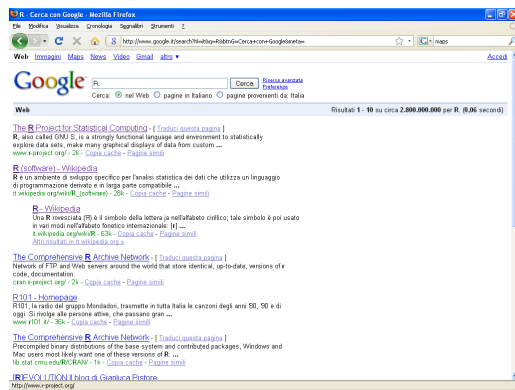 R - Cerca con Google - Mozilla Firefox
File Modifica Visualizza Cronologia Segnalibri Strumenti ?
http://www.google.it/search?hl=it&q=R&btnG=Cerca+con+Google&meta=
maps
Web Immagini Maps News Video Gmail altro ▼ Accedi
Google R Cerca Ricerca avanzata
Preferenze
Cerca: nel Web pagine in Italiano pagine provenienti da: Italia
Web Risultati 1 - 10 su circa 2.800.000.000 per R. (0,06 secondi)
The R Project for Statistical Computing - [ Traduci questa pagina ]
R, also called GNU S, is a strongly functional language and environment to statistically
explore data sets, make many graphical displays of data from custom ...
www.r-project.org/ - 2k - Copia cache - Pagine simili
R (software) - Wikipedia
R è un ambiente di sviluppo specifico per l'analisi statistica dei dati che utilizza un linguaggio
di programmazione derivato e in larga parte compatibile ...
it.wikipedia.org/wiki/R_(software) - 28k - Copia cache - Pagine simili
R - Wikipedia
Una R rovesciata (Я) è il simbolo della lettera ja nell'alfabeto cirillico; tale simbolo è poi usato
in vari modi nell'alfabeto fonetico internazionale: ...
it.wikipedia.org/wiki/R - 63k - Copia cache - Pagine simili
Altri risultati in it.wikipedia.org »
The Comprehensive R Archive Network - [ Traduci questa pagina ]
Network of FTP and Web servers around the world that store identical, up-to-date, versions of r
code, documentation.
cran.r-project.org/ - 2k - Copia cache - Pagine simili
R101 - Homepage
R101, la radio del gruppo Mondadori, trasmette in tutta Italia le canzoni degli anni 80, 90 e di
oggi. Si rivolge alle persone attive, che passano gran ...
www.r101.it/ - 36k - Copia cache - Pagine simili
The Comprehensive R Archive Network - [ Traduci questa pagina ]
Precompiled binary distributions of the base system and contributed packages, Windows and
Mac users most likely want one of these versions of R: ...
lib.stat.cmu.edu/R/CRAN/ - 1k - Copia cache - Pagine simili
[R]EVOLUTION Il blog di Gianluca Pistore
http://www.r-project.org/